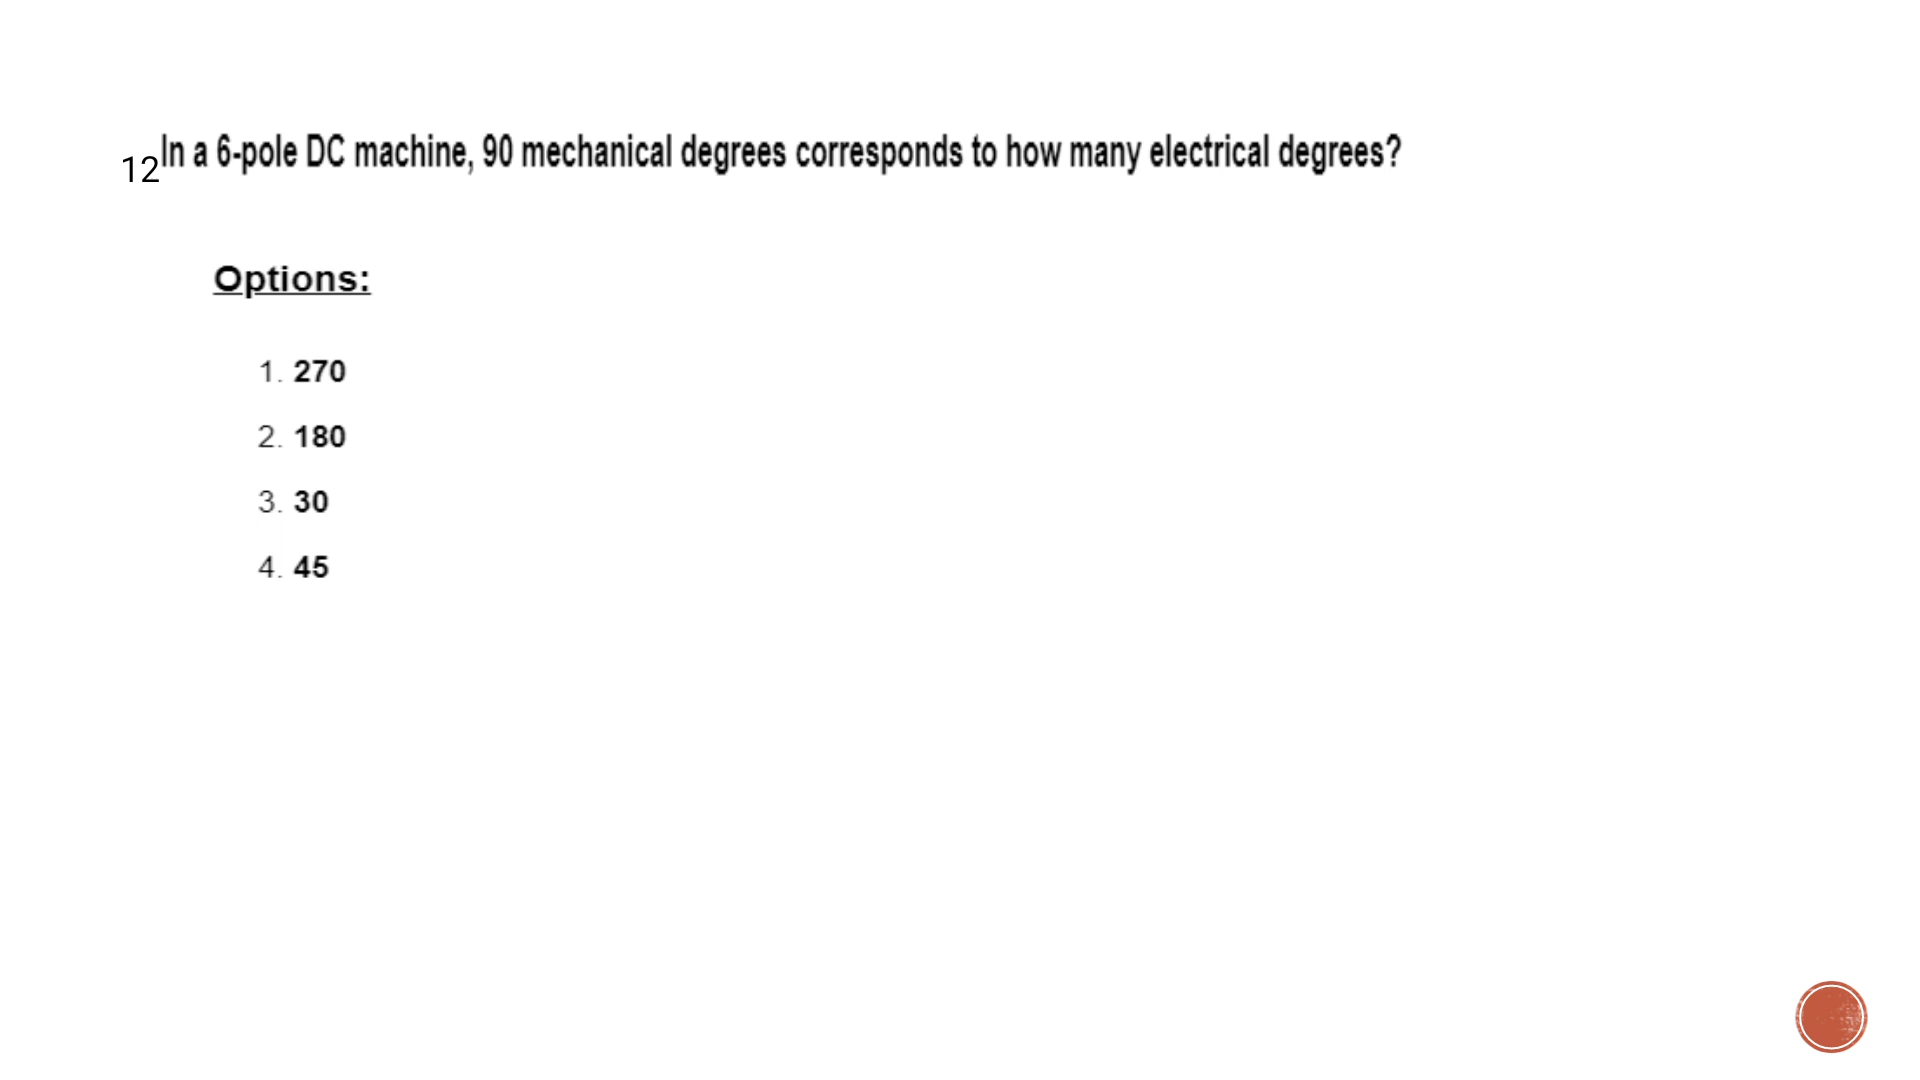 12 In a 6-pole DC machine, 90 mechanical degrees corresponds to how many electrical degrees?
Options:
1. 270
2. 180
3. 30
4. 45